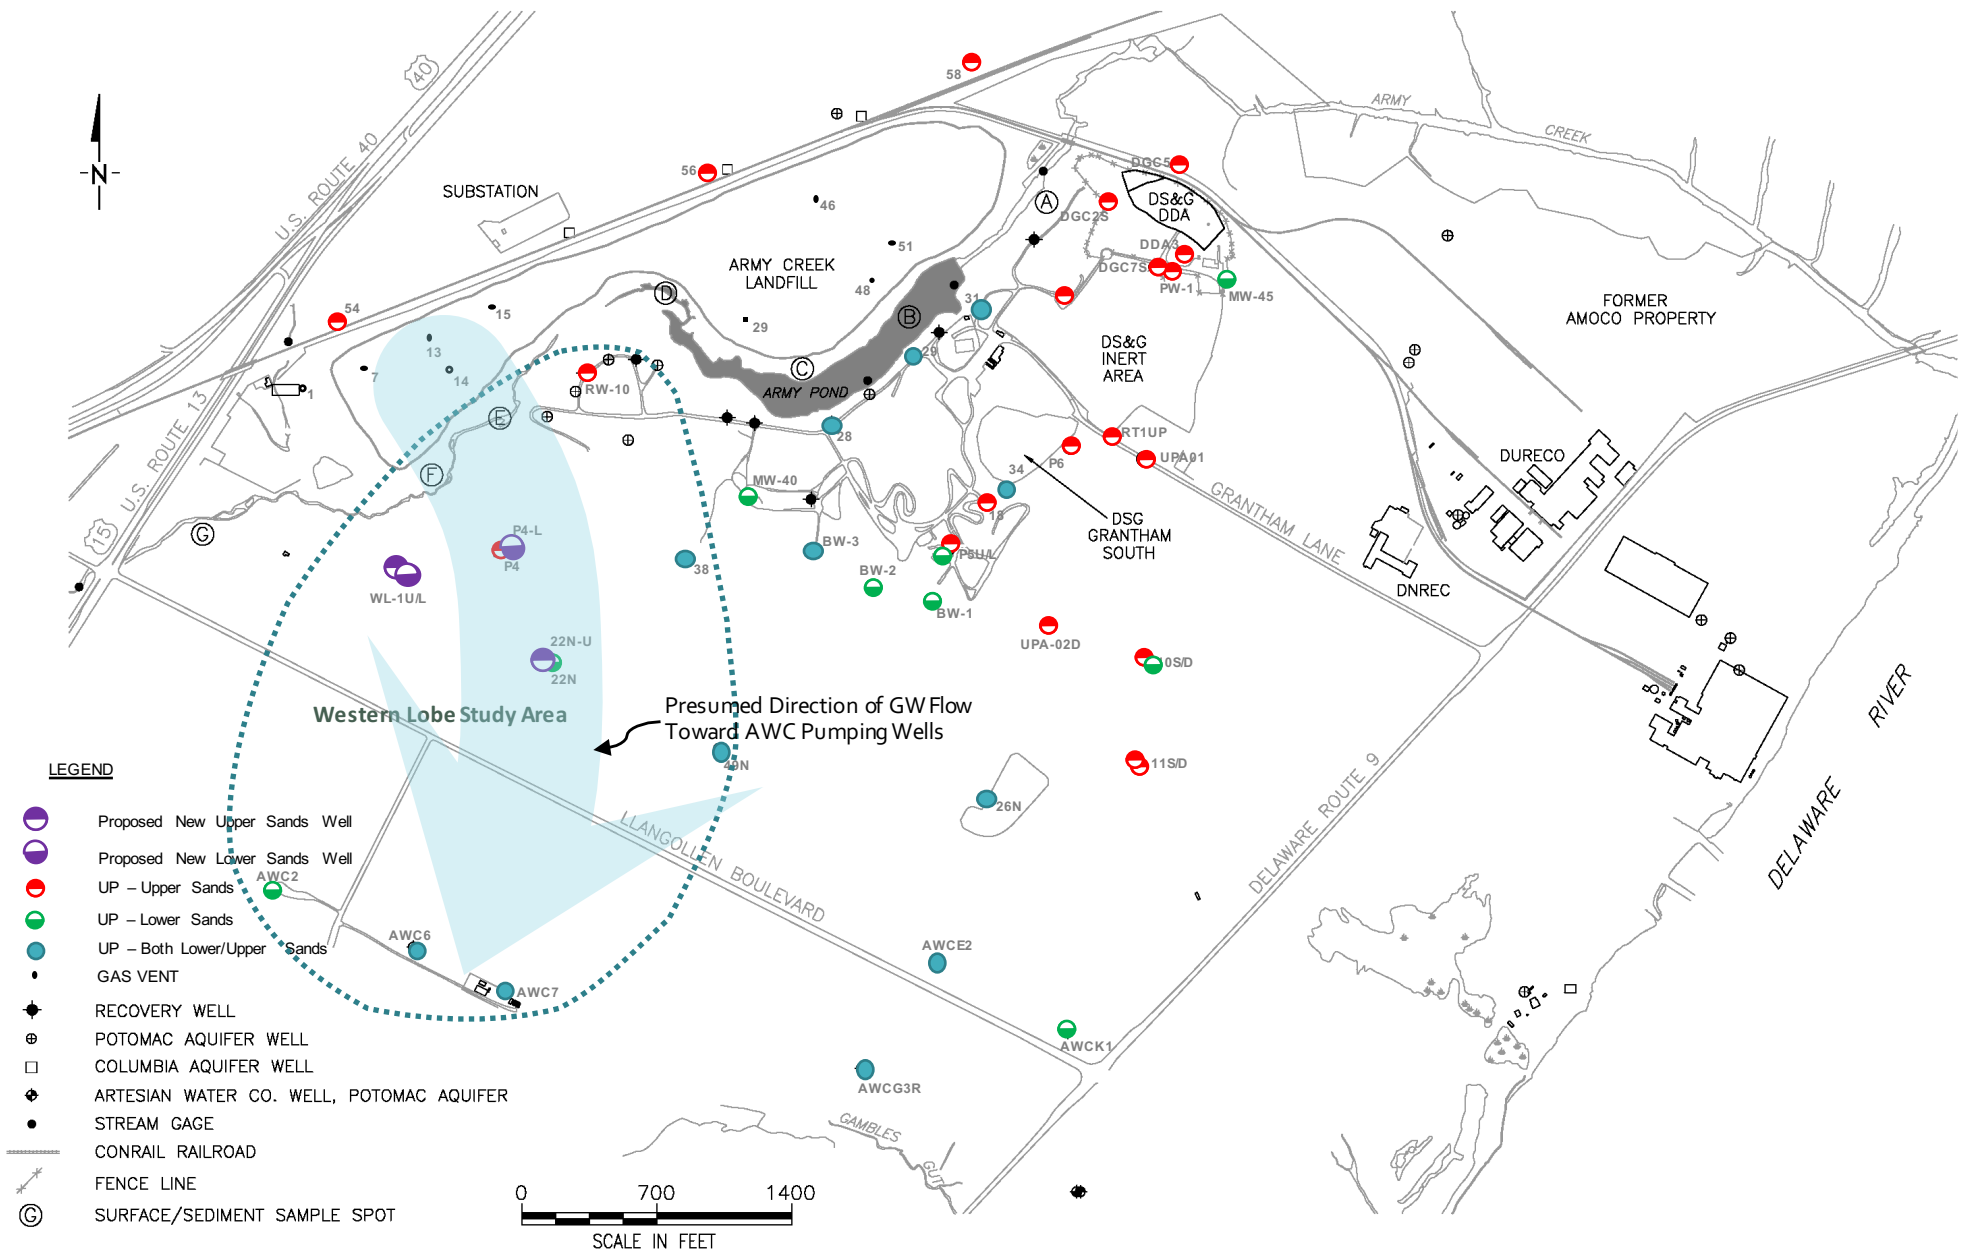 40
58
ARMY
CREEK
U.S. ROUTE 40
56
SUBSTATION
46
A
DGC5
DS&G
DDA
DGC2S
N
51
ARMY CREEK
LANDFILL
48
DDA3
DGC7S
PW-1
MW-45
FORMER
AMOCO PROPERTY
D
B
31
1
54
15
29
13
7
14
1
29
C
ARMY POND
DS&G
INERT
AREA
RW-10
E
28
F
RT1UP
P6
UPA01
DURECO
U.S. ROUTE 13
15
G
MW-40
34
18
GRANTHAM LANE
DSG
GRANTHAM
SOUTH
P4-L
P4
BW-3
38
P5U/L
BW-2
BW-1
WL-1U/L
DNREC
UPA-02D
22N-U
22N
10S/D
Western Lobe Study Area
Presumed Direction of GW Flow
Toward AWC Pumping Wells
49N
11S/D
26N
RIVER
DELAWARE
DELAWARE ROUTE 9
LLANGOLLEN BOULEVARD
LEGEND
Proposed New Upper Sands Well
Proposed New Lower Sands Well
UP – Upper Sands
UP – Lower Sands
UP – Both Lower/Upper Sands
GAS VENT
RECOVERY WELL
POTOMAC AQUIFER WELL
COLUMBIA AQUIFER WELL
ARTESIAN WATER CO. WELL, POTOMAC AQUIFER
STREAM GAGE
CONRAIL RAILROAD
FENCE LINE
G
SURFACE/SEDIMENT SAMPLE SPOT
AWC2
AWC6
AWC7
AWCE2
AWCK1
AWCG3R
GAMBLES
GUT
0 700 1400
SCALE IN FEET